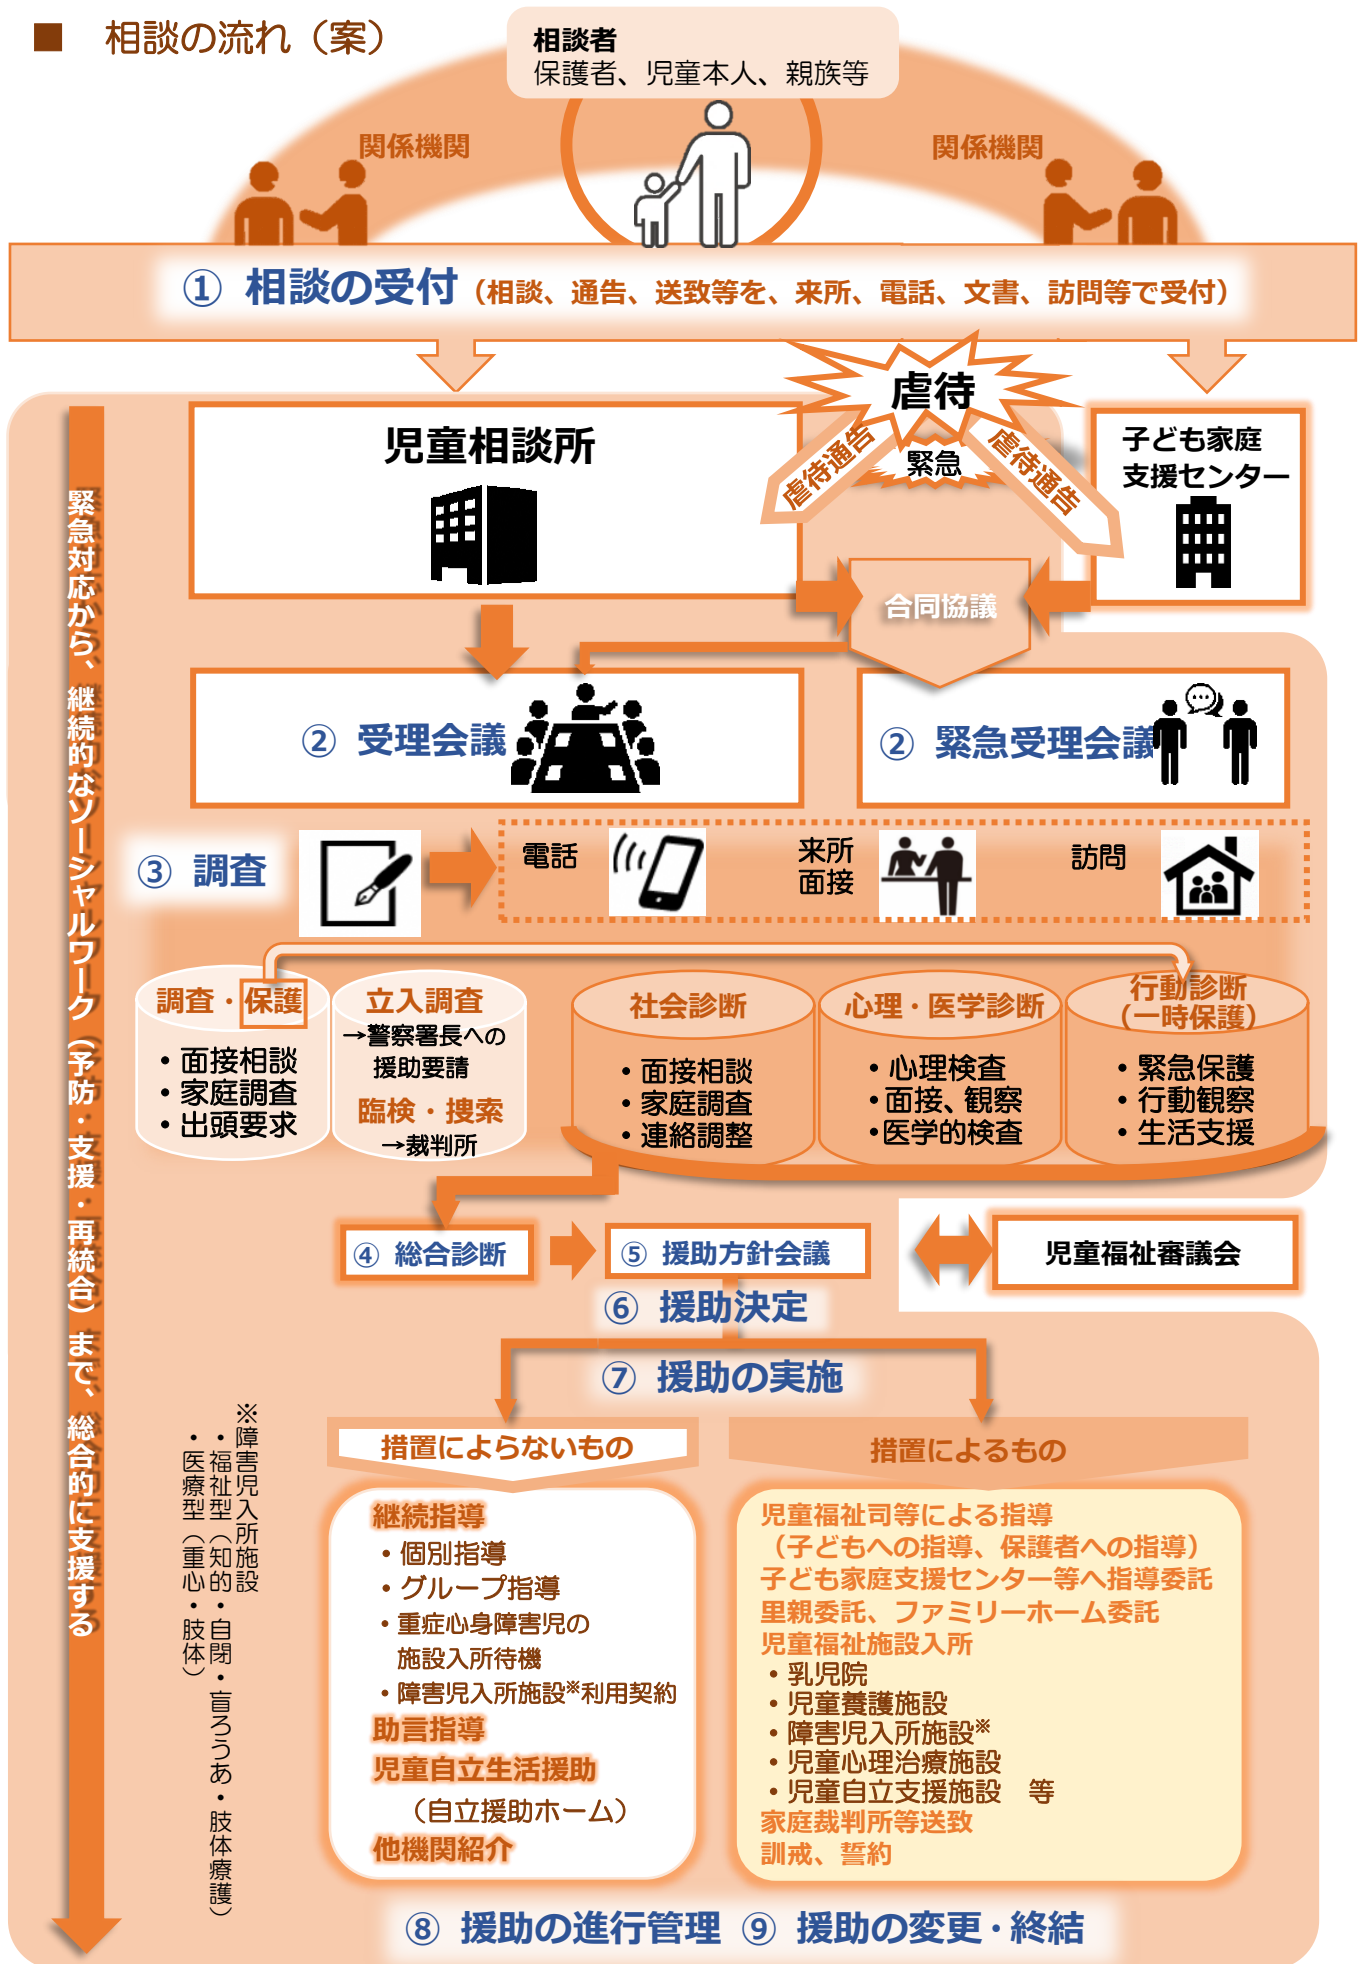 ■ 相談の流れ（案）
相談者
保護者、児童本人、親族等
関係機関
関係機関
① 相談の受付（相談、通告、送致等を、来所、電話、文書、訪問等で受付）
虐待
緊急
虐待通告
虐待通告
児童相談所
子ども家庭
支援センター
合同協議
緊急対応から、継続的なソーシャルワーク（予防・支援・再統合）まで、総合的に支援する
② 受理会議
② 緊急受理会議
③ 調査
電話
来所
面接
訪問
調査・保護
・面接相談
・家庭調査
・出頭要求
立入調査
→警察署長への
援助要請
臨検・捜索
→裁判所
社会診断
・面接相談
・家庭調査
・連絡調整
心理・医学診断
・心理検査
・面接、観察
・医学的検査
行動診断
（一時保護）
・緊急保護
・行動観察
・生活支援
④ 総合診断
⑤ 援助方針会議
児童福祉審議会
⑥ 援助決定
⑦ 援助の実施
※障害児入所施設
・福祉型（知的・自閉・盲ろうあ・肢体療護）
・医療型（重心・肢体）
措置によらないもの
継続指導
・個別指導
・グループ指導
・重症心身障害児の
施設入所待機
・障害児入所施設※利用契約
助言指導
児童自立生活援助
（自立援助ホーム）
他機関紹介
措置によるもの
児童福祉司等による指導
（子どもへの指導、保護者への指導）
子ども家庭支援センター等へ指導委託
里親委託、ファミリーホーム委託
児童福祉施設入所
・乳児院
・児童養護施設
・障害児入所施設※
・児童心理治療施設
・児童自立支援施設　等
家庭裁判所等送致
訓戒、誓約
⑧ 援助の進行管理 ⑨ 援助の変更・終結